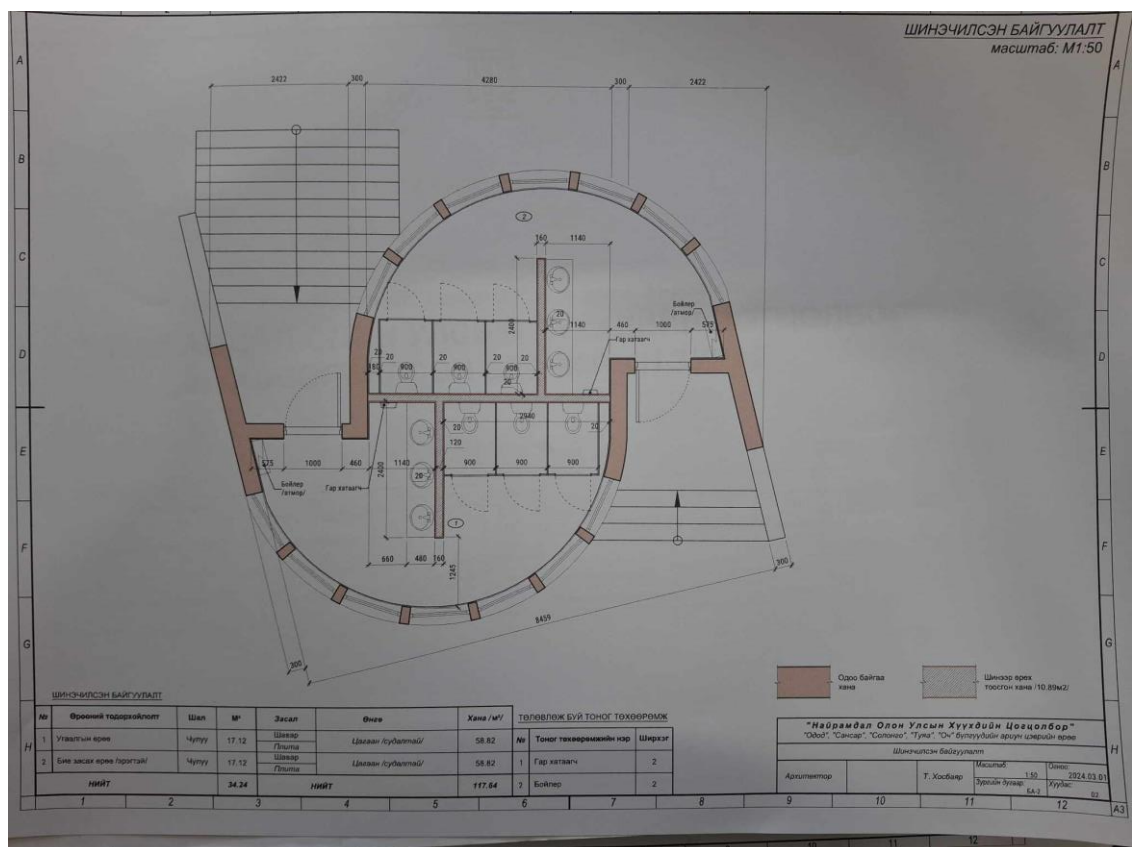 ШИНЭЧИЛСЭН БАЙГУУЛАЛТ
масштаб: М1:50
A
A
B
B
C
C
D
D
E
E
F
F
G
G
H
H
2422
300
4280
300
2422
2
160
1140
2400
20
1140
460
1000
575
Бойлер
/атмор/
Гар хатаагч
20
180
20
900
20
900
20
900
20
2940
20
20
120
900
900
900
575
1000
460
1140
2400
20
Бойлер
/атмор/
Гар хатаагч
1
660
480
160
1245
8459
300
300
Одоо байгаа
хана
Шинээр өрөх
тоосгон хана /10.89м2/
ШИНЭЧИЛСЭН БАЙГУУЛАЛТ
№ Өрөөний тодорхойлолт Шал М² Засал Өнгө Хана /м²/
1 Угаалгын өрөө Чулуу 17.12 Шавар Плита Цагаан /судалтай/ 58.82
2 Бие засах өрөө /эрэгтэй/ Чулуу 17.12 Шавар Плита Цагаан /судалтай/ 58.82
НИЙТ 34.24 НИЙТ 117.64
ТӨЛӨВЛӨЖ БУЙ ТОНОГ ТӨХӨӨРӨМЖ
№ Тоног төхөөрөмжийн нэр Ширхэг
1 Гар хатаагч 2
2 Бойлер 2
"Найрамдал Олон Улсын Хүүхдийн Цогцолбор"
"Одод", "Сансар", "Солонго", "Туяа", "Оч" бүлгүүдийн ариун цэврийн өрөө
Шинэчилсэн байгуулалт
Архитектор Т. Хосбаяр
Масштаб: 1:50
Огноо: 2024.03.01
Зургийн дугаар: БА-2
Хуудас:
1 2 3 4 5 6 7 8 9 10 11 12 A3